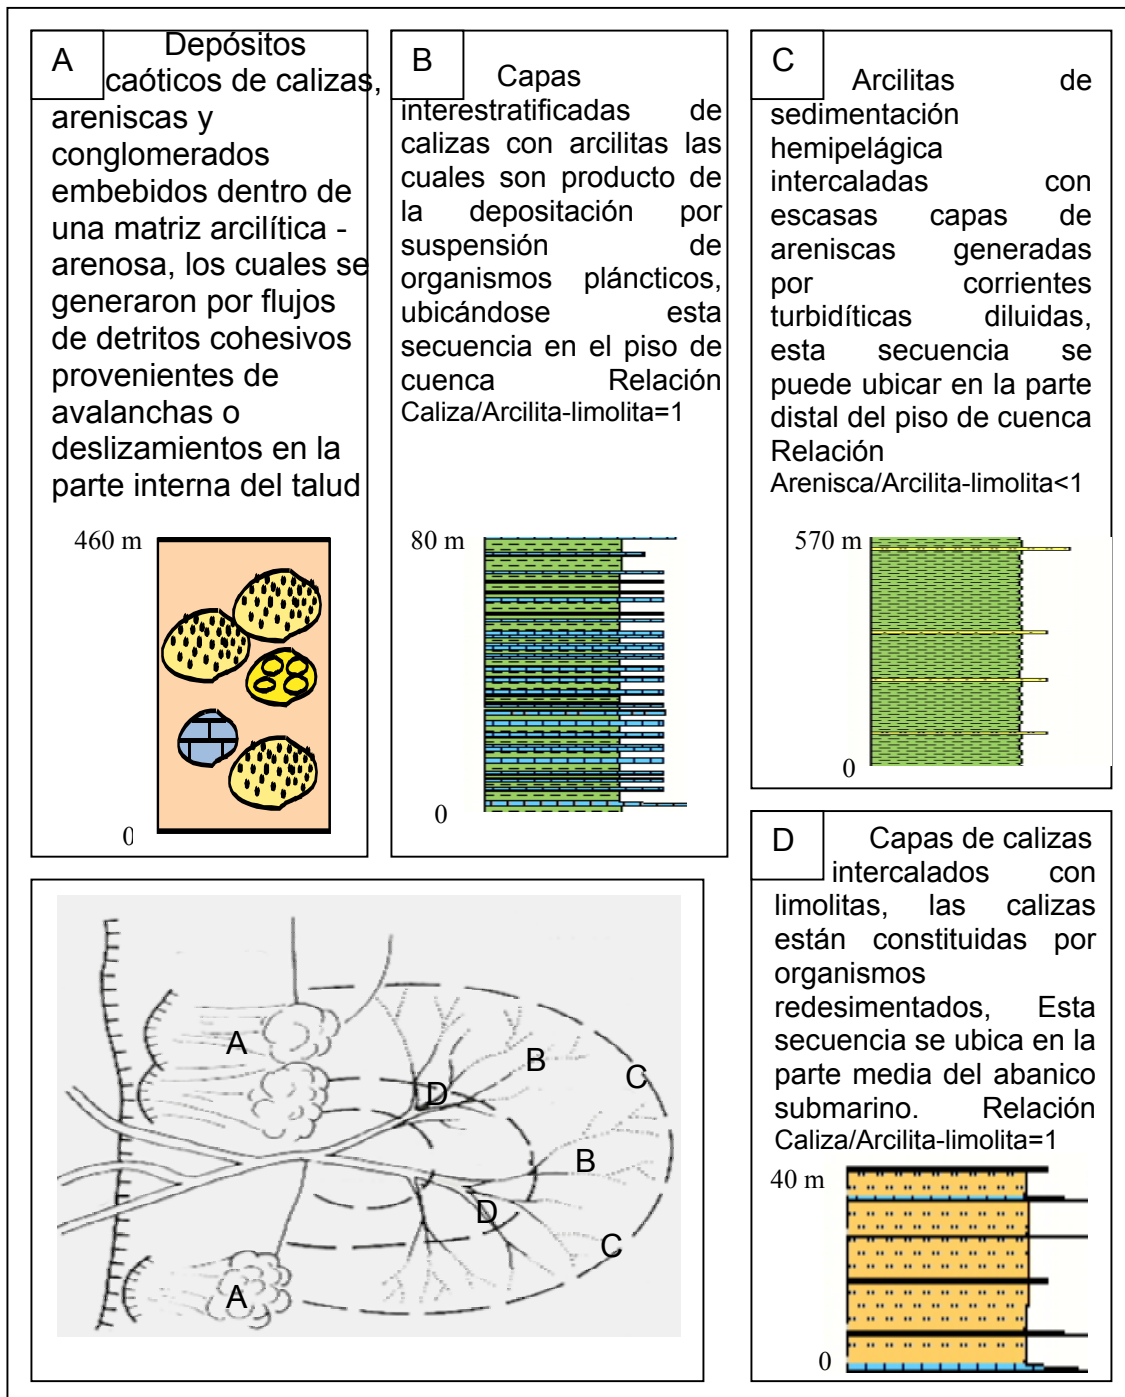 A
Depósitos
caóticos de calizas,
areniscas y
conglomerados
embebidos dentro de
una matriz arcilítica -
arenosa, los cuales se
generaron por flujos
de detritos cohesivos
provenientes de
avalanchas o
deslizamientos en la
parte interna del talud
460 m
0
B
Capas
interestratificadas de
calizas con arcilitas las
cuales son producto de
la depositación por
suspensión de
organismos pláncticos,
ubicándose esta
secuencia en el piso de
cuenca Relación
Caliza/Arcilita-limolita=1
80 m
0
C
Arcilitas de
sedimentación
hemipelágica
intercaladas con
escasas capas de
areniscas generadas
por corrientes
turbidíticas diluidas,
esta secuencia se
puede ubicar en la parte
distal del piso de cuenca
Relación
Arenisca/Arcilita-limolita<1
570 m
0
A
B
C
D
B
D
C
A
D
Capas de calizas
intercalados con
limolitas, las calizas
están constituidas por
organismos
redesimentados, Esta
secuencia se ubica en la
parte media del abanico
submarino. Relación
Caliza/Arcilita-limolita=1
40 m
0